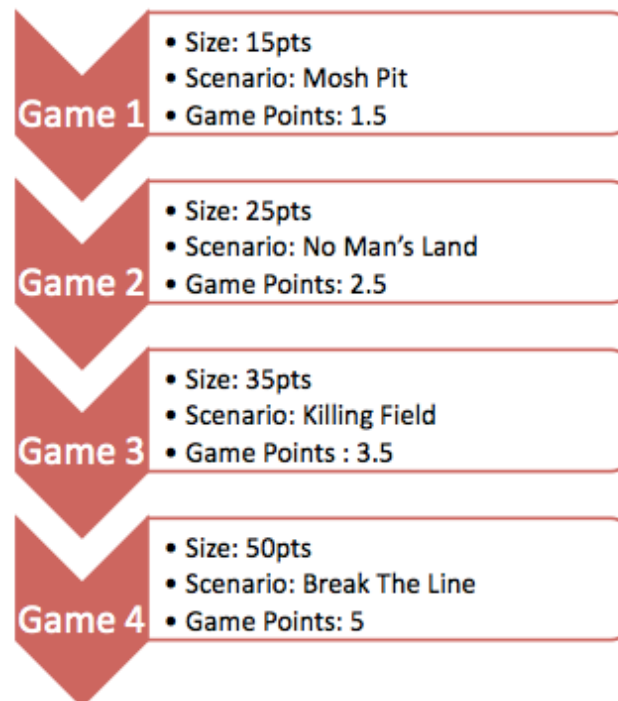 Game 1
• Size: 15pts
• Scenario: Mosh Pit
• Game Points: 1.5
Game 2
• Size: 25pts
• Scenario: No Man's Land
• Game Points: 2.5
Game 3
• Size: 35pts
• Scenario: Killing Field
• Game Points : 3.5
Game 4
• Size: 50pts
• Scenario: Break The Line
• Game Points: 5